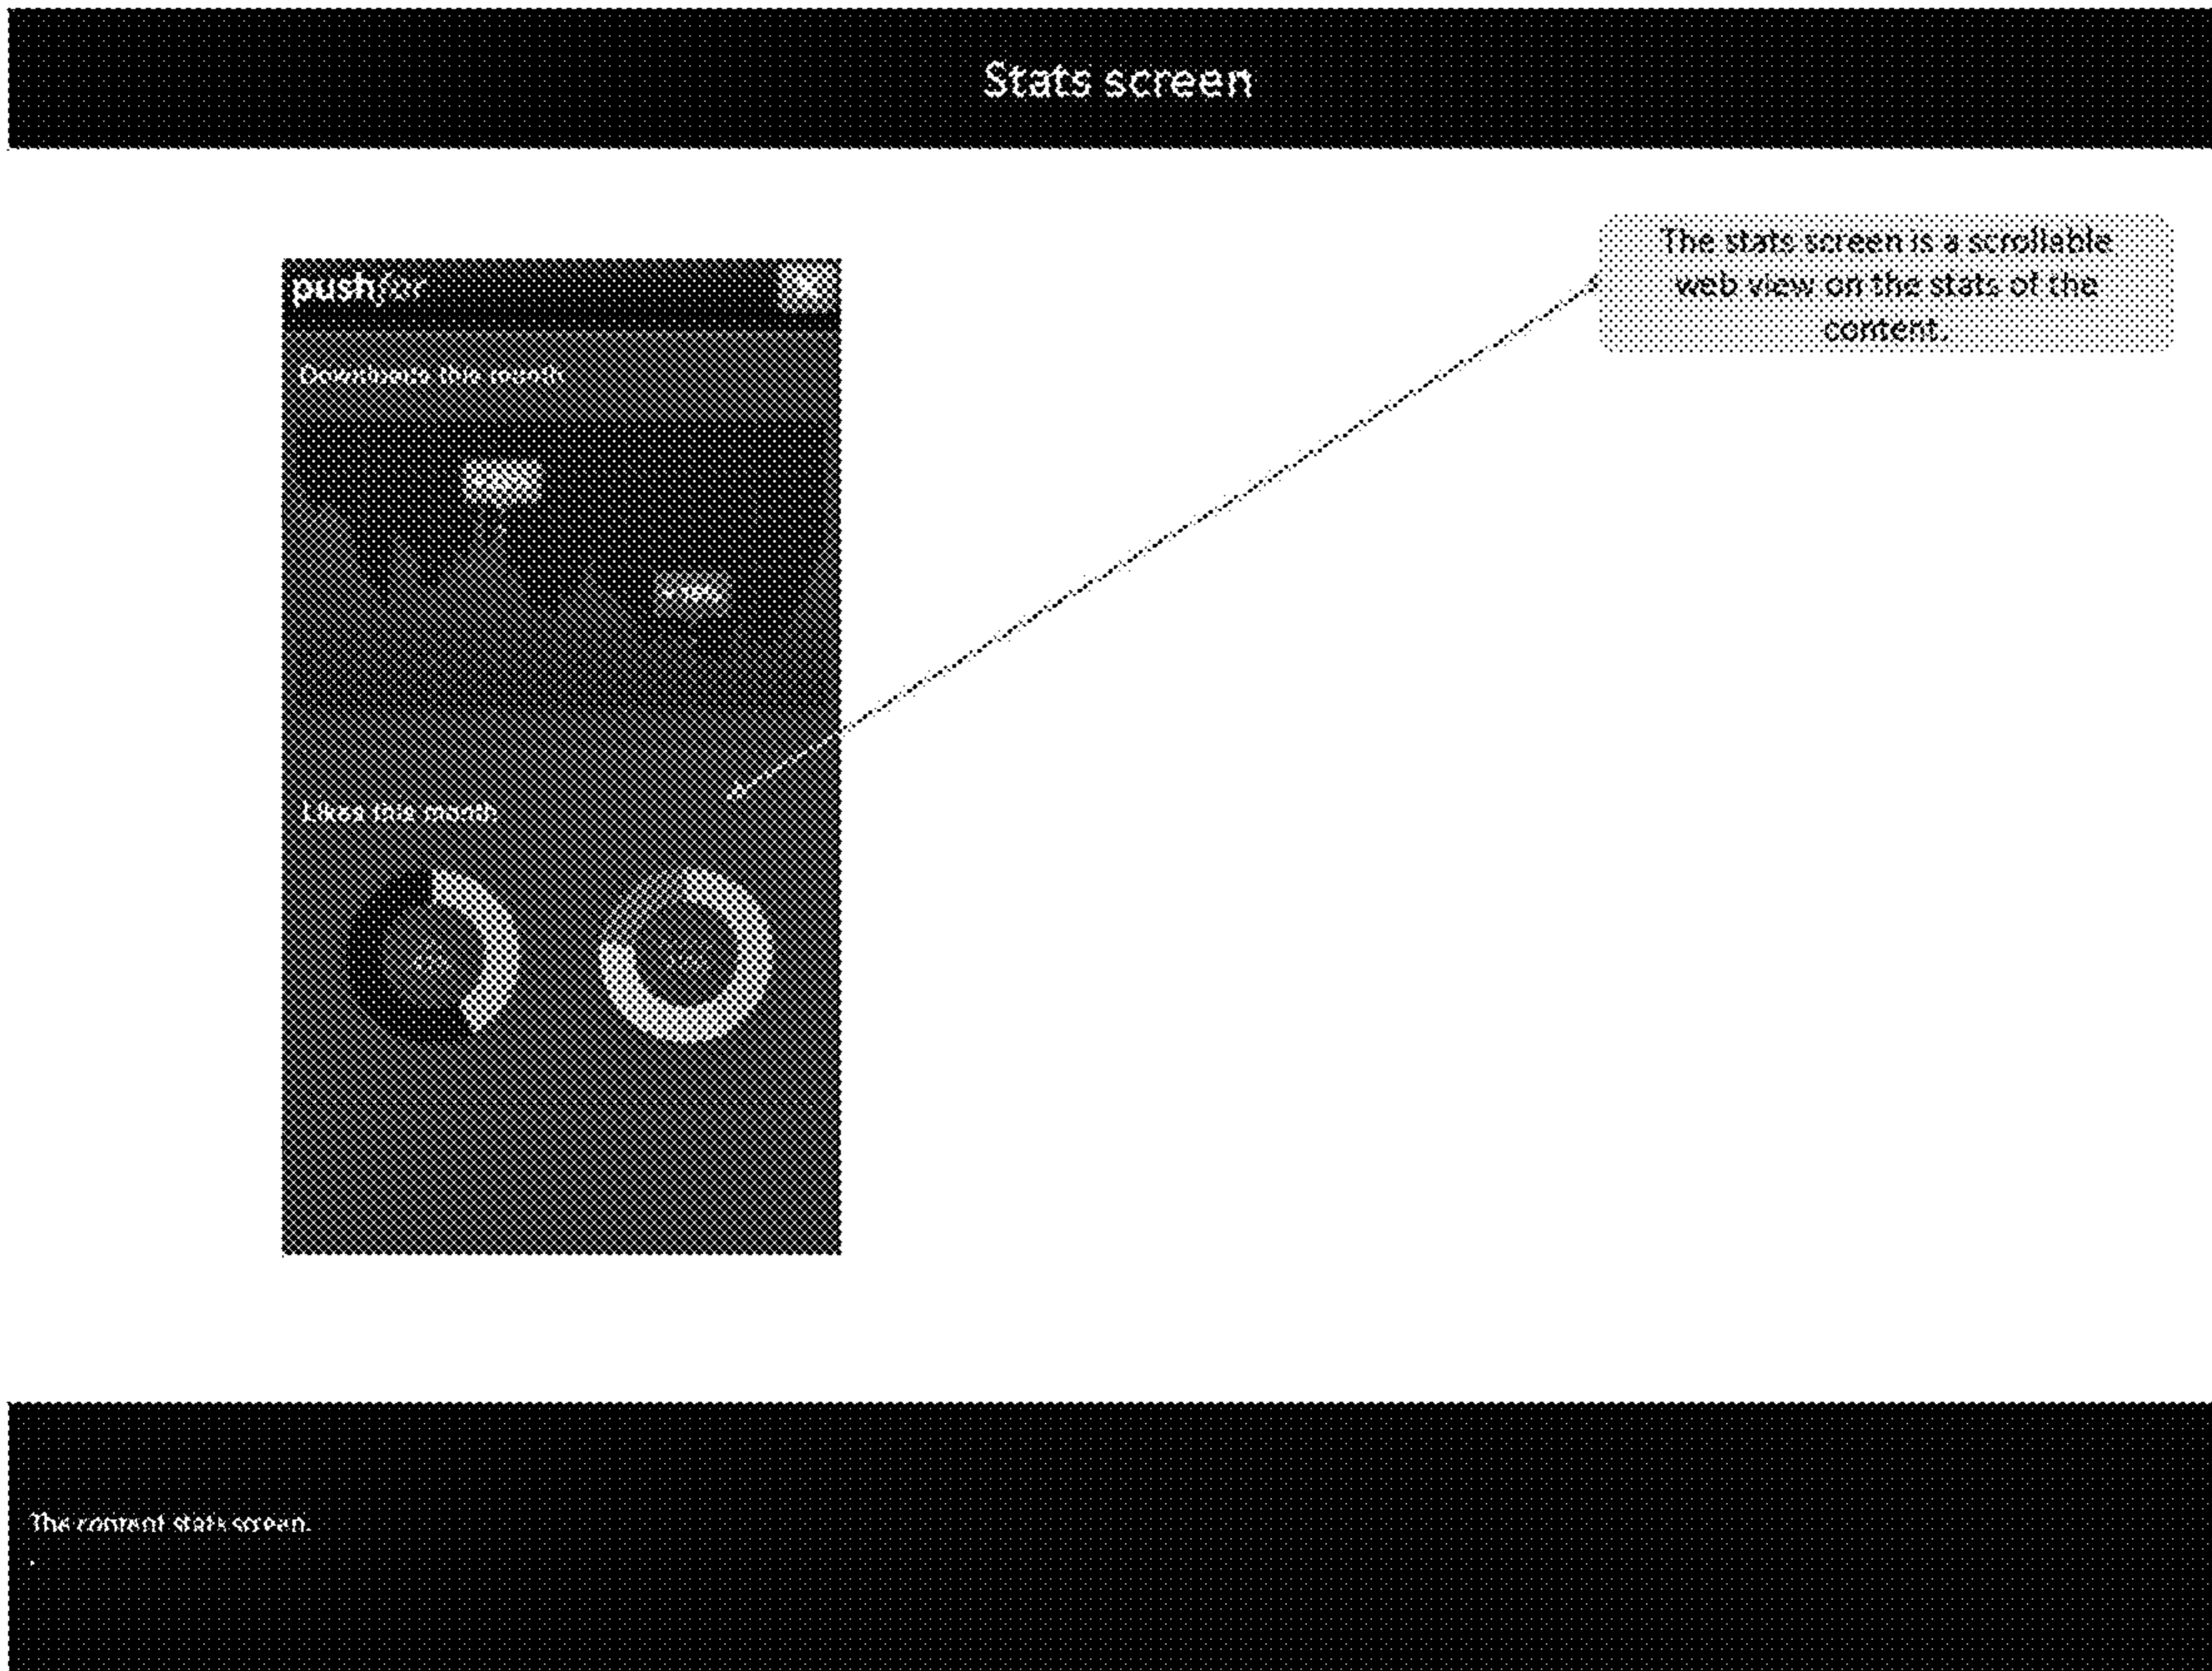 Stats screen
The stats screen is a scrollable
web view on the stats of the
content.
pushfor
Downloads this month
Likes this month
The content stats screen.